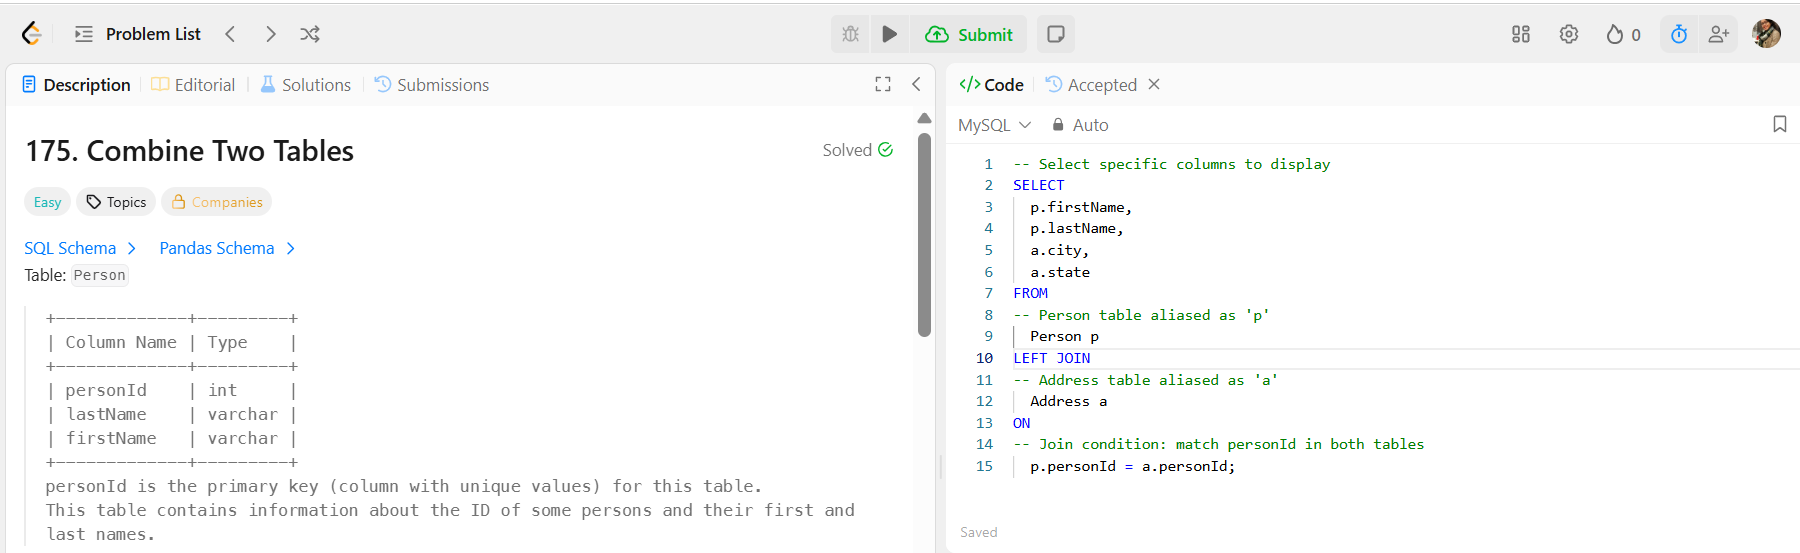 Problem List
Submit
0
Description
Editorial
Solutions
Submissions
175. Combine Two Tables
Solved
Easy
Topics
Companies
SQL Schema
Pandas Schema
Table: Person
+-------------+---------+
| Column Name | Type    |
+-------------+---------+
| personId    | int     |
| lastName    | varchar |
| firstName   | varchar |
+-------------+---------+
personId is the primary key (column with unique values) for this table.
This table contains information about the ID of some persons and their first and
last names.
</> Code
Accepted
MySQL
Auto
1 -- Select specific columns to display
2 SELECT
3   p.firstName,
4   p.lastName,
5   a.city,
6   a.state
7 FROM
8 -- Person table aliased as 'p'
9   Person p
10 LEFT JOIN
11 -- Address table aliased as 'a'
12   Address a
13 ON
14 -- Join condition: match personId in both tables
15   p.personId = a.personId;
Saved